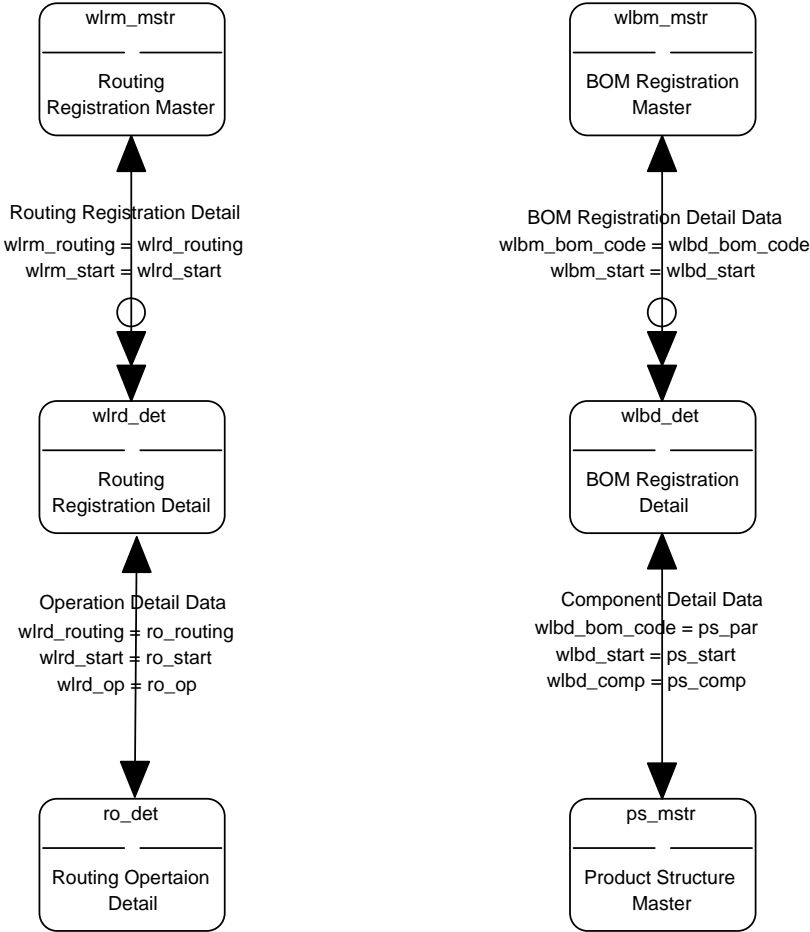 wlrm_mstr
Routing
Registration Master
Routing Registration Detail
wlrm_routing = wlrd_routing
wlrm_start = wlrd_start
wlrd_det
Routing
Registration Detail
Operation Detail Data
wlrd_routing = ro_routing
wlrd_start = ro_start
wlrd_op = ro_op
ro_det
Routing Opertaion
Detail
wlbm_mstr
BOM Registration
Master
BOM Registration Detail Data
wlbm_bom_code = wlbd_bom_code
wlbm_start = wlbd_start
wlbd_det
BOM Registration
Detail
Component Detail Data
wlbd_bom_code = ps_par
wlbd_start = ps_start
wlbd_comp = ps_comp
ps_mstr
Product Structure
Master